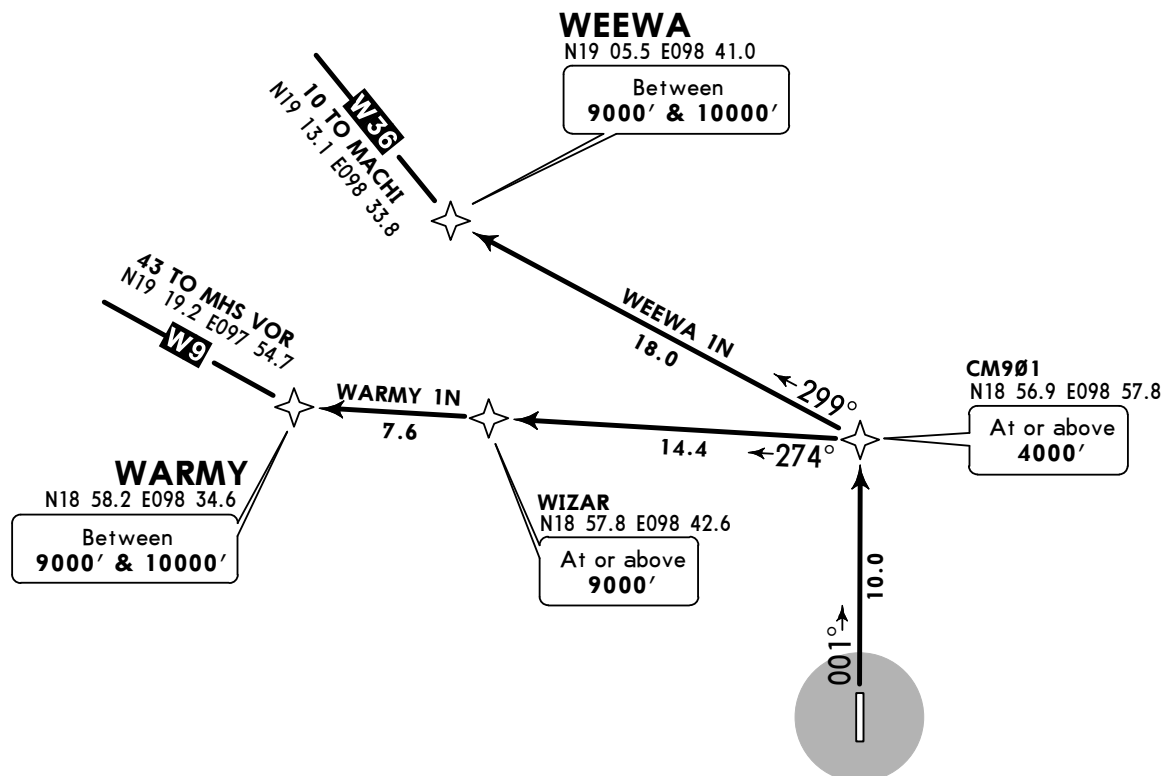 WEEWA
N19 05.5 E098 41.0
Between
9000' & 10000'
W36
10 TO MACHI
N19 13.1 E098 33.8
43 TO MHS VOR
N19 19.2 E097 54.7
W9
WEEWA 1N
18.0
299°
CM9Ø1
N18 56.9 E098 57.8
At or above
4000'
WARMY 1N
7.6
14.4
274°
WARMY
N18 58.2 E098 34.6
Between
9000' & 10000'
WIZAR
N18 57.8 E098 42.6
At or above
9000'
10.0
001°